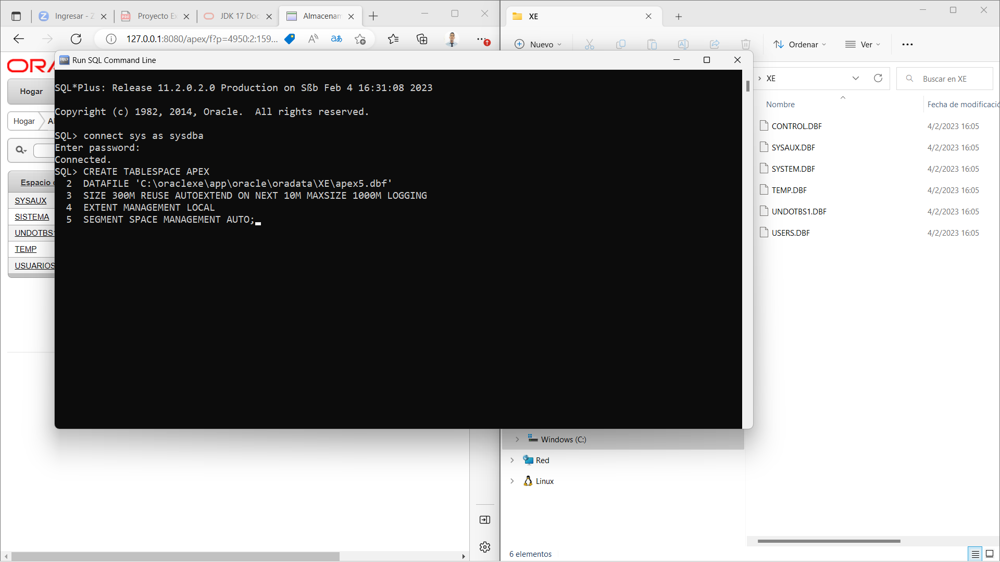 Ingresar - Z
Proyecto Ex
JDK 17 Doc
Almacenam
127.0.0.1:8080/apex/f?p=4950:2:159...
XE
Nuevo
Ordenar
Ver
ORA
Run SQL Command Line
XE
Buscar en XE
Hogar
Hogar
SQL*Plus: Release 11.2.0.2.0 Production on Sßb Feb 4 16:31:08 2023
Copyright (c) 1982, 2014, Oracle.  All rights reserved.
SQL> connect sys as sysdba
Enter password:
Connected.
SQL> CREATE TABLESPACE APEX
2  DATAFILE 'C:\oraclexe\app\oracle\oradata\XE\apex5.dbf'
3  SIZE 300M REUSE AUTOEXTEND ON NEXT 10M MAXSIZE 1000M LOGGING
4  EXTENT MANAGEMENT LOCAL
5  SEGMENT SPACE MANAGEMENT AUTO;
Espacio
SYSAUX
SISTEMA
UNDOTBS1
TEMP
USUARIOS
Nombre
Fecha de modificació
CONTROL.DBF 4/2/2023 16:05
SYSAUX.DBF 4/2/2023 16:05
SYSTEM.DBF 4/2/2023 16:05
TEMP.DBF 4/2/2023 16:05
UNDOTBS1.DBF 4/2/2023 16:05
USERS.DBF 4/2/2023 16:05
Windows (C:)
Red
Linux
6 elementos